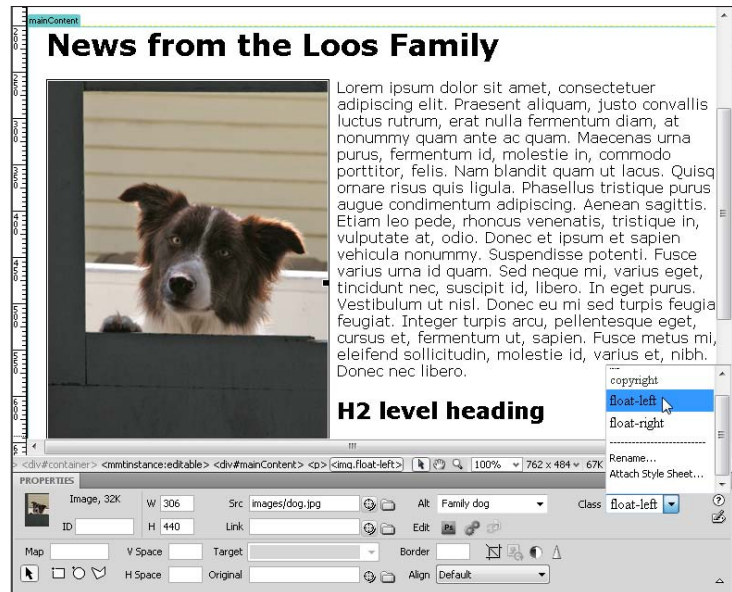 mainContent
News from the Loos Family
Lorem ipsum dolor sit amet, consectetuer
adipiscing elit. Praesent aliquam, justo convallis
luctus rutrum, erat nulla fermentum diam, at
nonummy quam ante ac quam. Maecenas urna
purus, fermentum id, molestie in, commodo
porttitor, felis. Nam blandit quam ut lacus. Quisq
ornare risus quis ligula. Phasellus tristique purus
augue condimentum adipiscing. Aenean sagittis.
Etiam leo pede, rhoncus venenatis, tristique in,
vulputate at, odio. Donec et ipsum et sapien
vehicula nonummy. Suspendisse potenti. Fusce
varius urna id quam. Sed neque mi, varius eget,
tincidunt nec, suscipit id, libero. In eget purus.
Vestibulum ut nisl. Donec eu mi sed turpis feugia
feugiat. Integer turpis arcu, pellentesque eget,
cursus et, fermentum ut, sapien. Fusce metus mi,
eleifend sollicitudin, molestie id, varius et, nibh.
Donec nec libero.
H2 level heading
copyright
float-left
float-right
Rename...
Attach Style Sheet...
<div#container> <mmtinstance:editable> <div#mainContent> <p> <img.float-left> 100% 762 x 484 67K
PROPERTIES
Image, 32K W 306 Src images/dog.jpg Alt Family dog Class float-left
ID H 440 Link Edit Ps
Map V Space Target Border
H Space Original Align Default